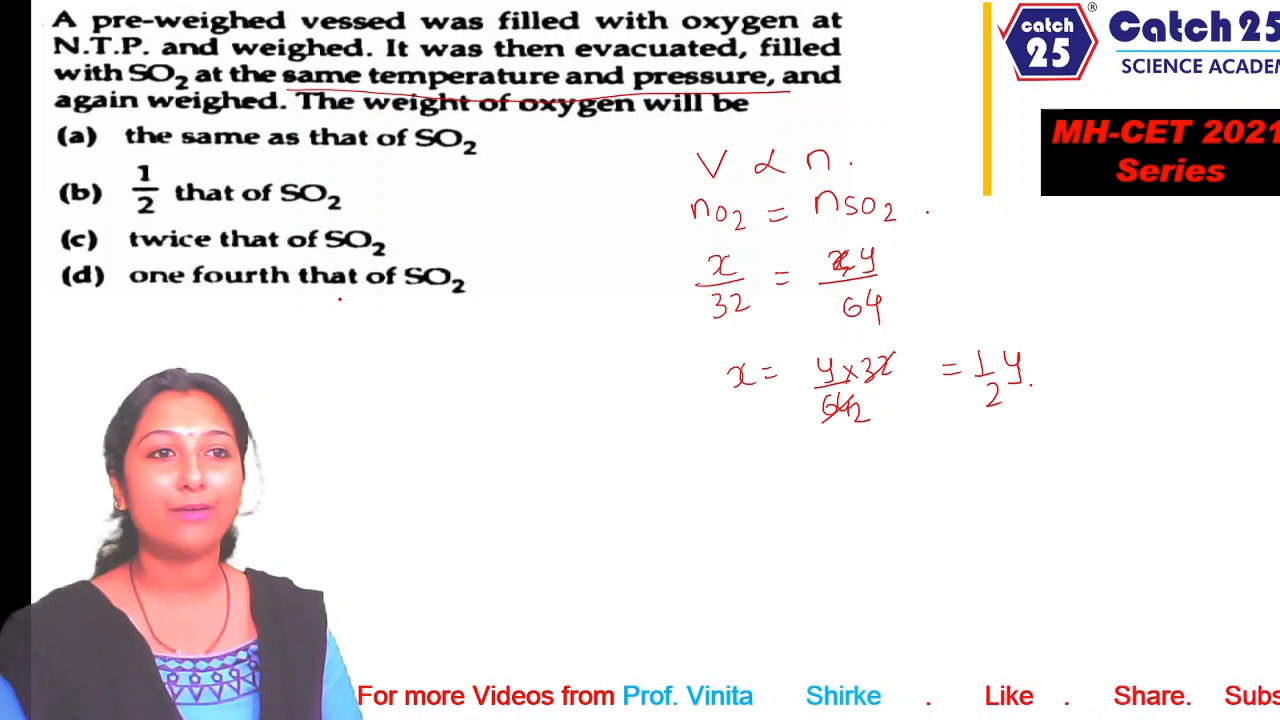 A pre-weighed vessed was filled with oxygen at
N.T.P. and weighed. It was then evacuated, filled
with SO₂ at the same temperature and pressure, and
again weighed. The weight of oxygen will be
(a) the same as that of SO₂
(b) 1/2 that of SO₂
(c) twice that of SO₂
(d) one fourth that of SO₂
V ∝ n.
nO₂ = nSO₂.
x/32 = y/64
x = y×32/64 2 = 1/2 y.
catch
25
®
Catch 25
SCIENCE ACADEM
MH-CET 2021
Series
For more Videos from Prof. Vinita Shirke . Like . Share. Subs